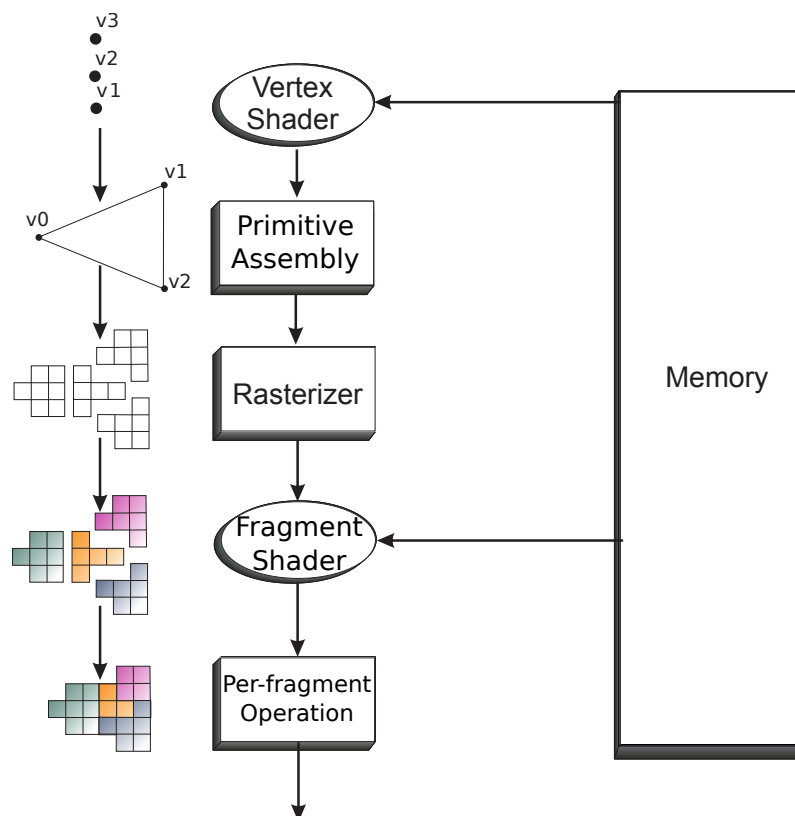 v3
v2
v1
v1
v0
v2
Vertex
Shader
Primitive
Assembly
Rasterizer
Fragment
Shader
Per-fragment
Operation
Memory